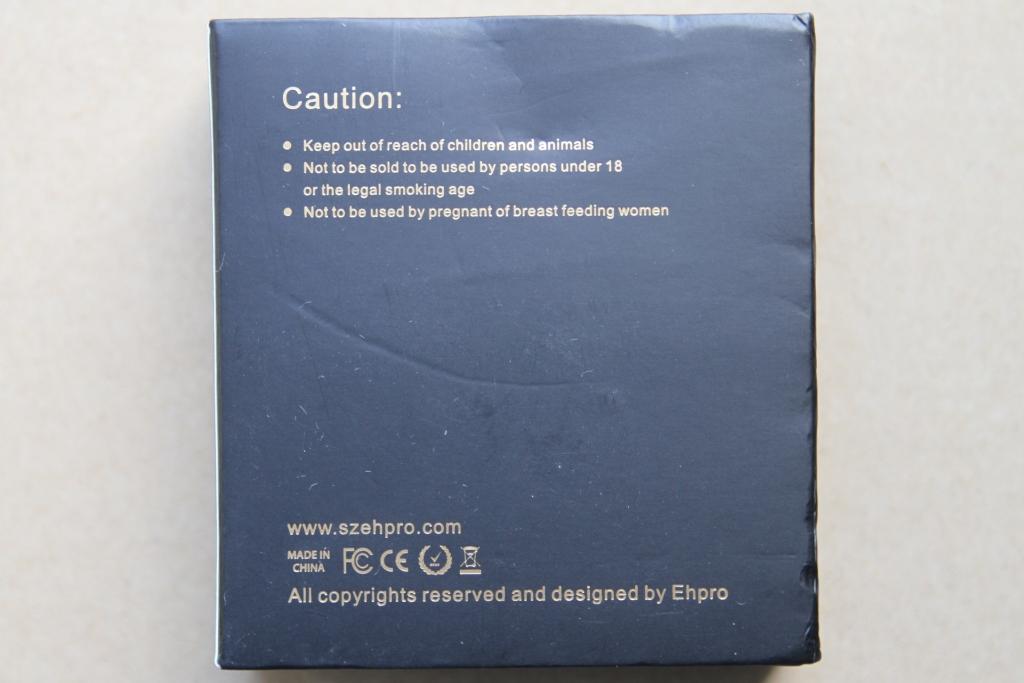 Caution:
● Keep out of reach of children and animals
● Not to be sold to be used by persons under 18
or the legal smoking age
● Not to be used by pregnant of breast feeding women
www.szehpro.com
MADE IN
CHINA FC CE
All copyrights reserved and designed by Ehpro